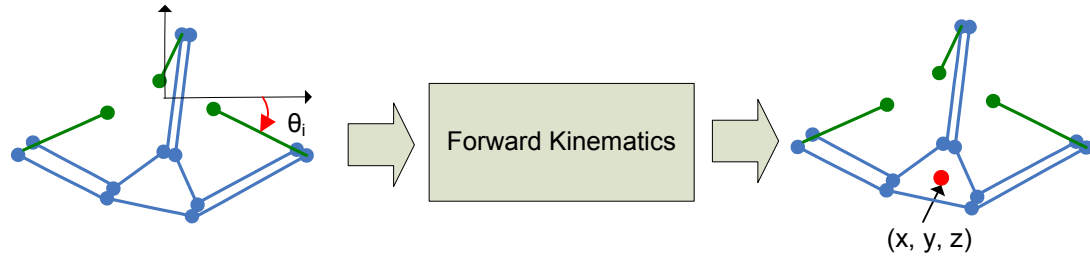 θi
Forward Kinematics
(x, y, z)